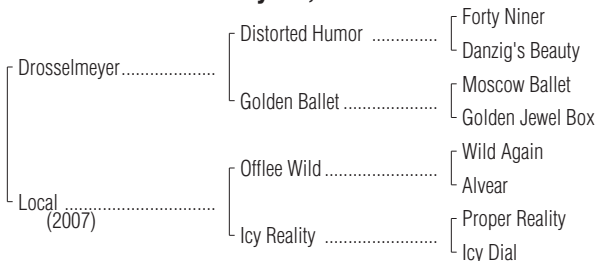 Forty Niner
Distorted Humor ..............
Danzig's Beauty
Drosselmeyer....................
Moscow Ballet
Golden Ballet ....................
Golden Jewel Box
Wild Again
Offlee Wild ........................
Alvear
Local ................................
(2007)
Proper Reality
Icy Reality ........................
Icy Dial